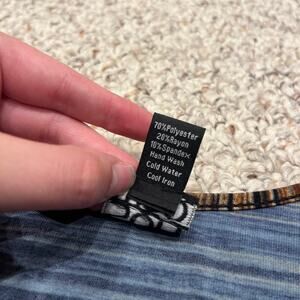 70%Polyester
20%Rayon
10%Spandex
Hand Wash
Cold Water
Cool Iron